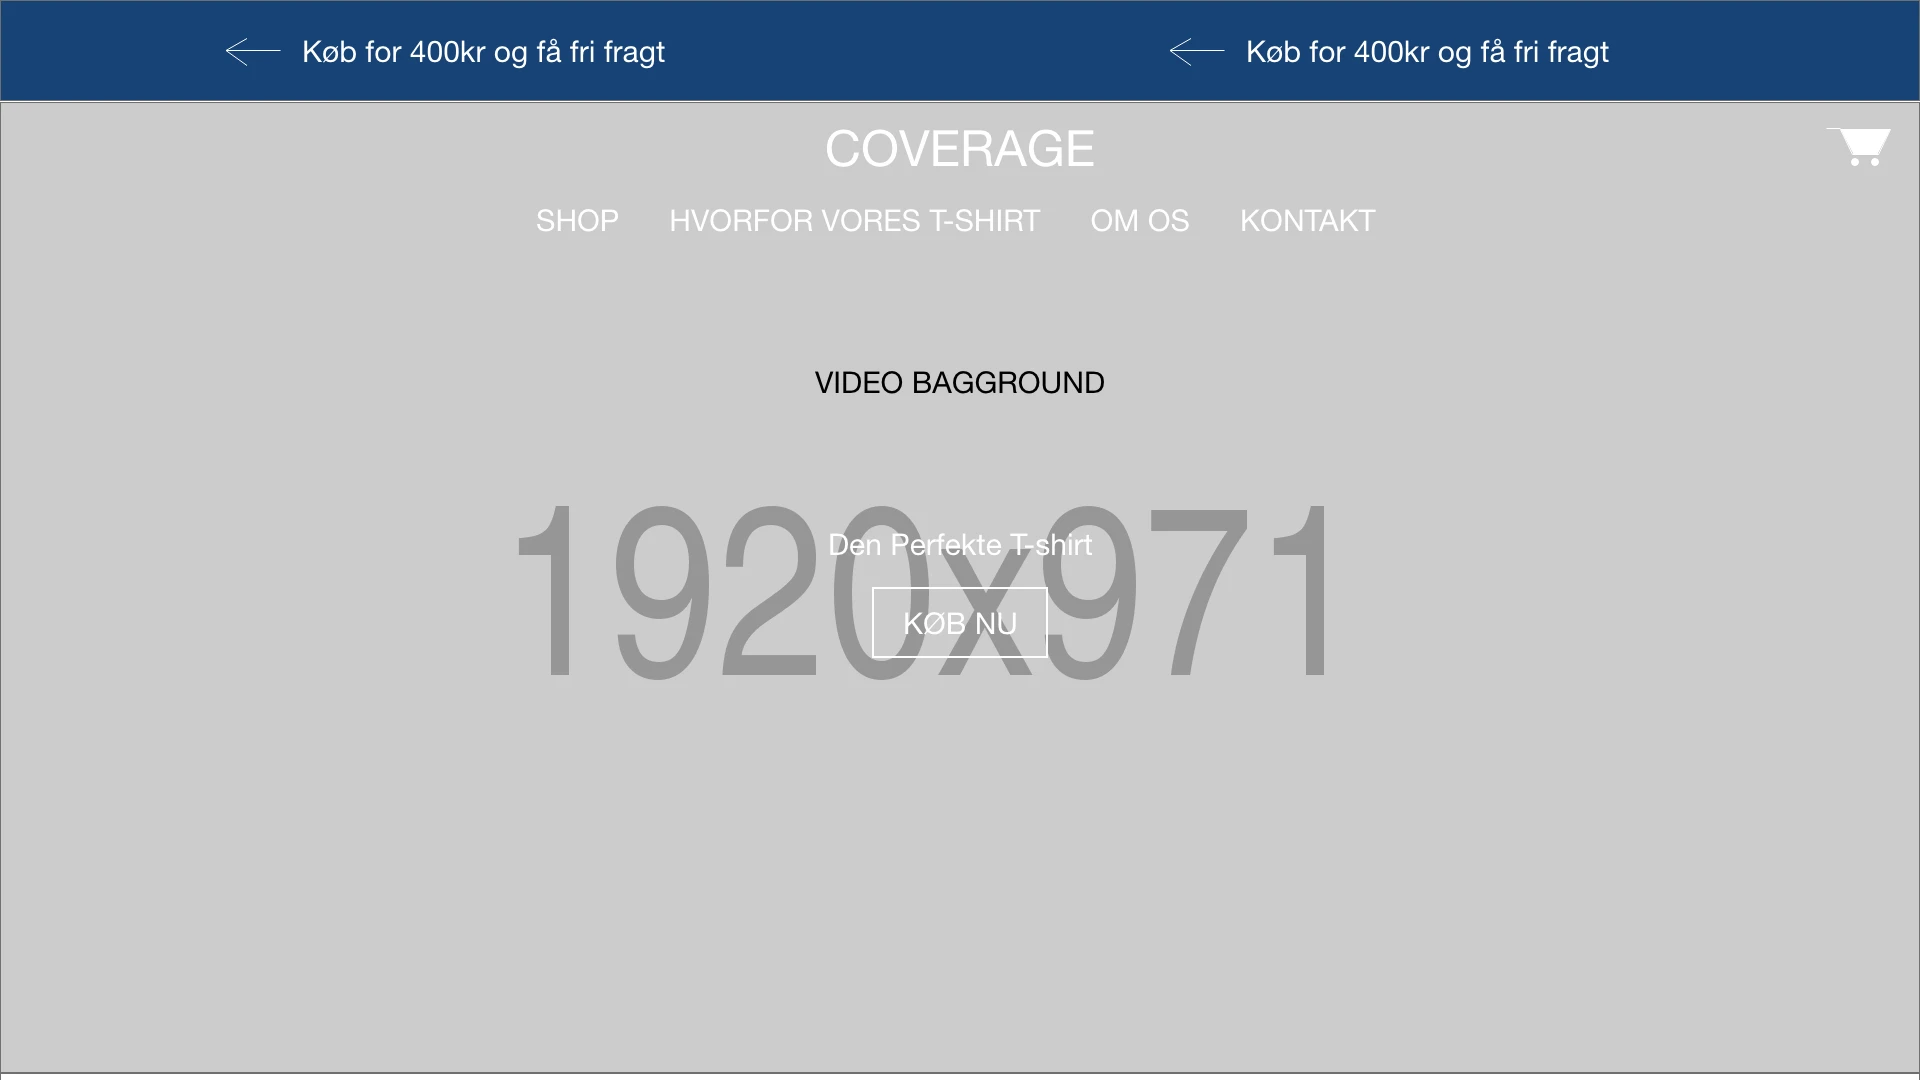 Køb for 400kr og få fri fragt
Køb for 400kr og få fri fragt
COVERAGE
SHOP HVORFOR VORES T-SHIRT OM OS KONTAKT
VIDEO BAGGROUND
1920x971
Den Perfekte T-shirt
KØB NU